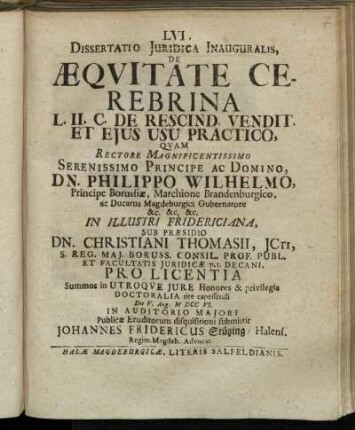 LVI.
DISSERTATIO JURIDICA INAUGURALIS,
DE
ÆQVITATE CE-
REBRINA
L. II. C. DE RESCIND. VENDIT.
ET EJUS USU PRACTICO,
QVAM
RECTORE MAGNIFICENTISSIMO
SERENISSIMO PRINCIPE AC DOMINO,
DN. PHILIPPO WILHELMO,
Principe Borussiæ, Marchione Brandenburgico,
ac Ducatus Magdeburgici Gubernatore
&c. &c. &c.
IN ILLUSTRI FRIDERICIANA,
SUB PRÆSIDIO
DN. CHRISTIANI THOMASII, JCTI,
S. REG. MAJ. BORUSS. CONSIL. PROF. PUBL.
ET FACULTATIS JURIDICÆ n.t. DECANI.
PRO LICENTIA
Summos in UTROQVE JURE Honores & privilegia
DOCTORALIA rite capessendi
D. V. Aug. M DCC VI.
IN AUDITORIO MAJORI
Publicæ Eruditorum disquisitioni submittit
JOHANNES FRIDERICUS Stützing / Halens.
Regim. Magdeb. Advocat.
HALÆ MAGDEBURGICÆ, LITERIS SALFELDIANIS.